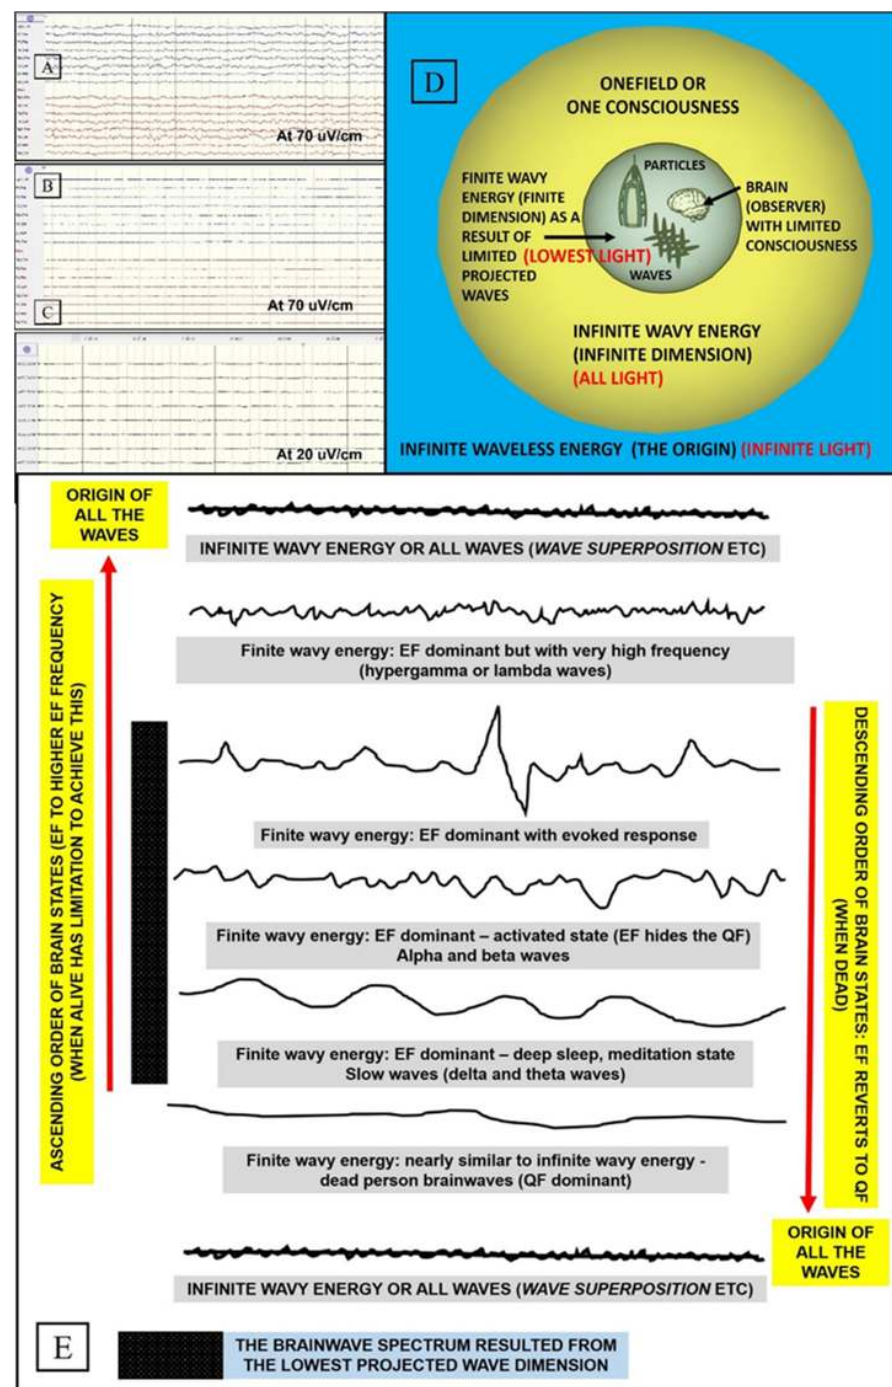 A
At 70 uV/cm
B
At 70 uV/cm
C
At 20 uV/cm
D
ONEFIELD OR
ONE CONSCIOUSNESS
PARTICLES
FINITE WAVY
ENERGY (FINITE
DIMENSION) AS A
RESULT OF
LIMITED (LOWEST LIGHT)
PROJECTED
WAVES
WAVES
BRAIN
(OBSERVER)
WITH LIMITED
CONSCIOUSNESS
INFINITE WAVY ENERGY
(INFINITE DIMENSION)
(ALL LIGHT)
INFINITE WAVELESS ENERGY (THE ORIGIN) (INFINITE LIGHT)
ORIGIN OF
ALL THE
WAVES
INFINITE WAVY ENERGY OR ALL WAVES (WAVE SUPERPOSITION ETC)
ASCENDING ORDER OF BRAIN STATES (EF TO HIGHER EF FREQUENCY
(WHEN ALIVE HAS LIMITATION TO ACHIEVE THIS)
Finite wavy energy: EF dominant but with very high frequency
(hypergamma or lambda waves)
Finite wavy energy: EF dominant with evoked response
Finite wavy energy: EF dominant – activated state (EF hides the QF)
Alpha and beta waves
Finite wavy energy: EF dominant – deep sleep, meditation state
Slow waves (delta and theta waves)
Finite wavy energy: nearly similar to infinite wavy energy -
dead person brainwaves (QF dominant)
DESCENDING ORDER OF BRAIN STATES: EF REVERTS TO QF
(WHEN DEAD)
ORIGIN OF
ALL THE
WAVES
INFINITE WAVY ENERGY OR ALL WAVES (WAVE SUPERPOSITION ETC)
E
THE BRAINWAVE SPECTRUM RESULTED FROM
THE LOWEST PROJECTED WAVE DIMENSION